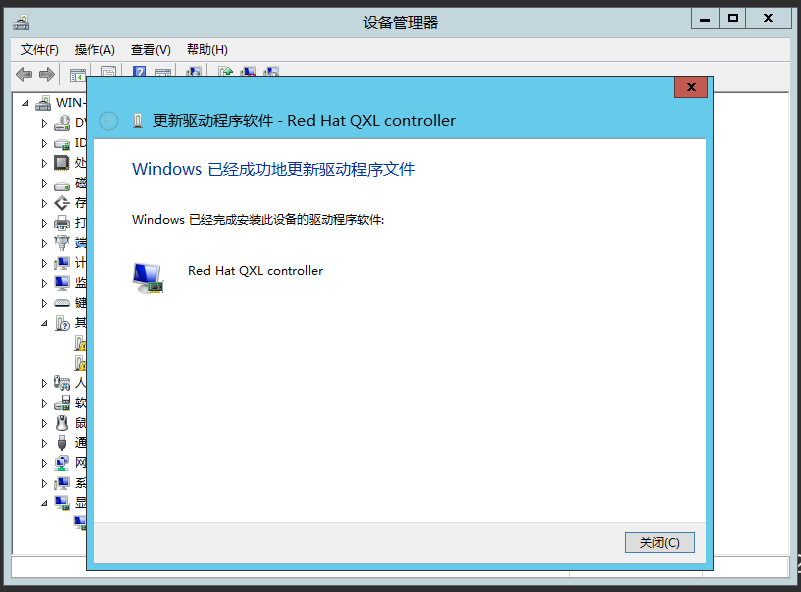 设备管理器
文件(F) 操作(A) 查看(V) 帮助(H)
WIN-
更新驱动程序软件 - Red Hat QXL controller
Windows 已经成功地更新驱动程序文件
Windows 已经完成安装此设备的驱动程序软件:
Red Hat QXL controller
处
磁
存
打
端
计
监
键
其
人
软
鼠
通
网
系
显
关闭(C)